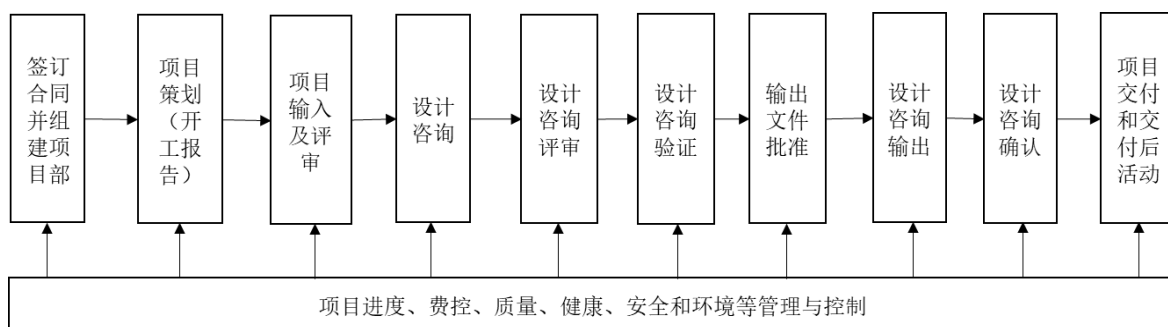 签订
合同
并组
建项
目部
项目
策划
（开
工报
告）
项目
输入
及评
审
设计
咨询
设计
咨询
评审
设计
咨询
验证
输出
文件
批准
设计
咨询
输出
设计
咨询
确认
项目
交付
和交
付后
活动
项目进度、费控、质量、健康、安全和环境等管理与控制